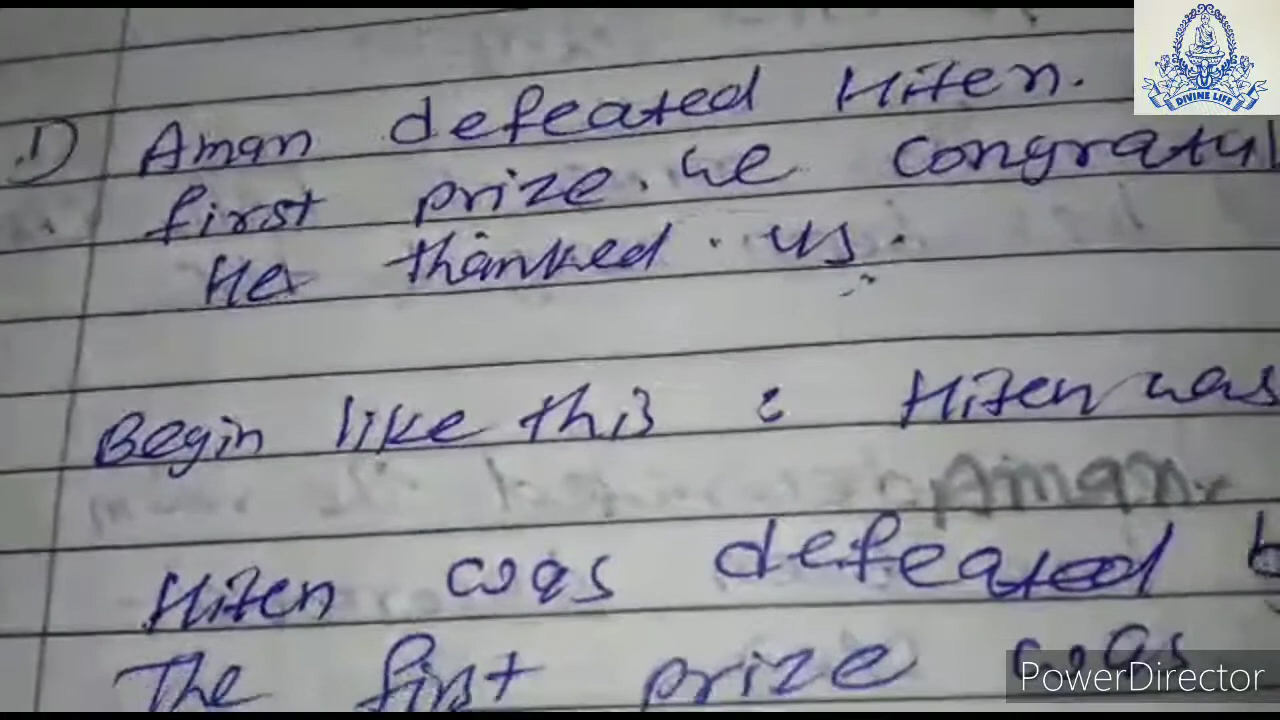 DIVINE LIFE
1) Aman defeated Hiten.
first prize. we congratul
He thanked us.
Begin like this : Hiten was
Aman
Hiten was defeated b
The first prize was
PowerDirector